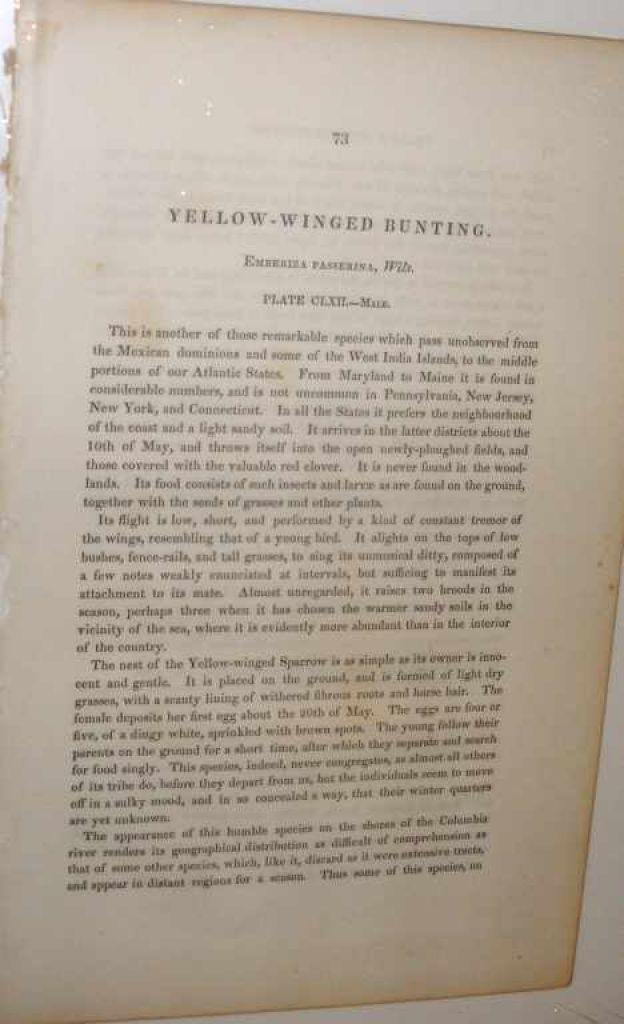 73
YELLOW-WINGED BUNTING.
EMBERIZA PASSERINA, Wils.
PLATE CLXII.—MALE.
This is another of those remarkable species which pass unobserved from
the Mexican dominions and some of the West India Islands, to the middle
portions of our Atlantic States. From Maryland to Maine it is found in
considerable numbers, and is not uncommon in Pennsylvania, New Jersey,
New York, and Connecticut. In all the States it prefers the neighbourhood
of the coast and a light sandy soil. It arrives in the latter districts about the
10th of May, and throws itself into the open newly-ploughed fields, and
those covered with the valuable red clover. It is never found in the wood-
lands. Its food consists of such insects and larvæ as are found on the ground,
together with the seeds of grasses and other plants.
Its flight is low, short, and performed by a kind of constant tremor of
the wings, resembling that of a young bird. It alights on the tops of low
bushes, fence-rails, and tall grasses, to sing its unmusical ditty, composed of
a few notes weakly enunciated at intervals, but sufficing to manifest its
attachment to its mate. Almost unregarded, it raises two broods in the
season, perhaps three when it has chosen the warmer sandy soils in the
vicinity of the sea, where it is evidently more abundant than in the interior
of the country.
The nest of the Yellow-winged Sparrow is as simple as its owner is inno-
cent and gentle. It is placed on the ground, and is formed of light dry
grasses, with a scanty lining of withered fibrous roots and horse hair. The
female deposits her first egg about the 20th of May. The eggs are four or
five, of a dingy white, sprinkled with brown spots. The young follow their
parents on the ground for a short time, after which they separate and search
for food singly. This species, indeed, never congregates, as almost all others
of its tribe do, before they depart from us, but the individuals seem to move
off in a sulky mood, and in so concealed a way, that their winter quarters
are yet unknown.
The appearance of this humble species on the shores of the Columbia
river renders its geographical distribution as difficult of comprehension as
that of some other species, which, like it, discard as it were extensive tracts,
and appear in distant regions for a season. Thus some of this species, on